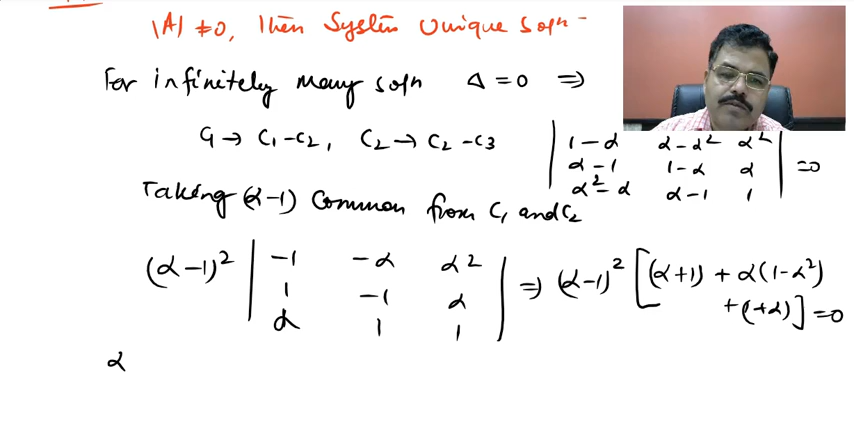 |A| ≠0, Then System Unique Soln-
For infinitely Many soln Δ = 0 ⇒
C1 → C1-C2, C2 → C2-C3
| 1-α α-α² α² |
| α-1 1-α α | =0
| α²-α α-1 1 |
Taking (α-1) Common from C1 and C2
(α-1)² | -1 -α α² | ⇒ (α-1)² [(α+1) + α(1-α²)
| 1 -1 α | + (+α)] =0
| α 1 1 |
α